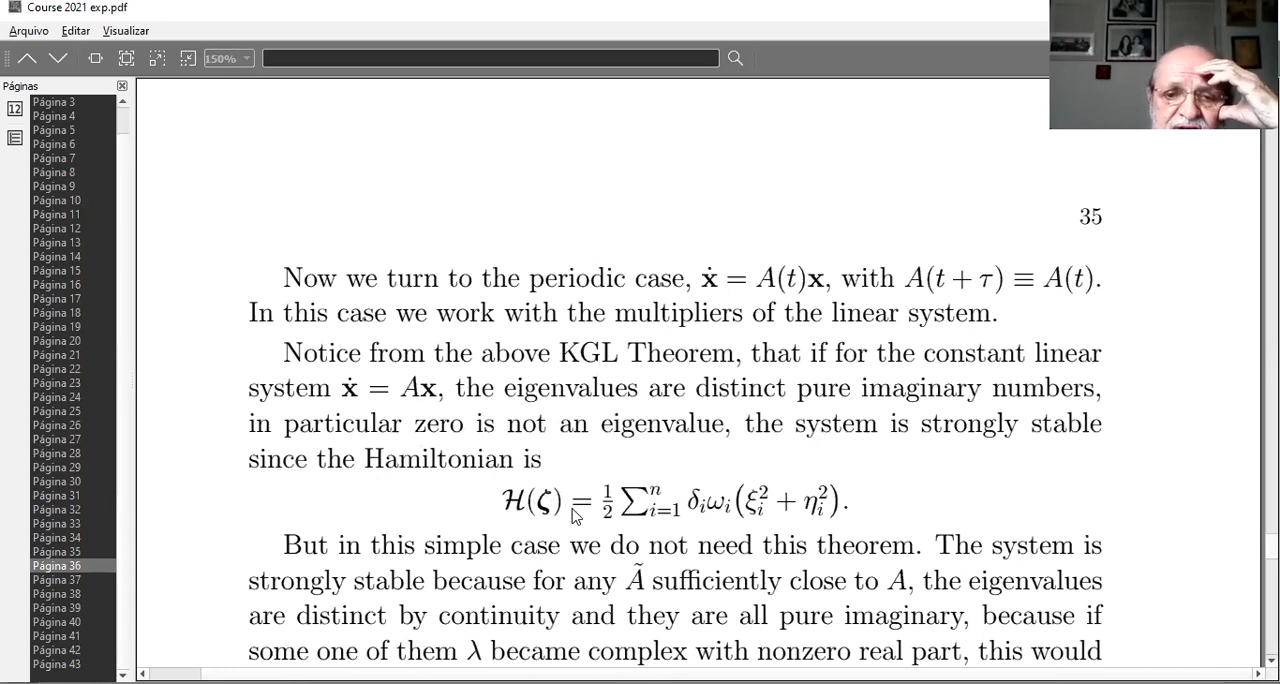 Course 2021 exp.pdf
Arquivo Editar Visualizar
150%
Páginas
12
Página 3
Página 4
Página 5
Página 6
Página 7
Página 8
Página 9
Página 10
Página 11
Página 12
Página 13
Página 14
Página 15
Página 16
Página 17
Página 18
Página 19
Página 20
Página 21
Página 22
Página 23
Página 24
Página 25
Página 26
Página 27
Página 28
Página 29
Página 30
Página 31
Página 32
Página 33
Página 34
Página 35
Página 36
Página 37
Página 38
Página 39
Página 40
Página 41
Página 42
Página 43
35
Now we turn to the periodic case, ẋ = A(t)x, with A(t + τ) ≡ A(t).
In this case we work with the multipliers of the linear system.
Notice from the above KGL Theorem, that if for the constant linear
system ẋ = Ax, the eigenvalues are distinct pure imaginary numbers,
in particular zero is not an eigenvalue, the system is strongly stable
since the Hamiltonian is
ℋ(ζ) = ½ ∑ⁿᵢ₌₁ δᵢωᵢ(ξᵢ² + ηᵢ²).
But in this simple case we do not need this theorem. The system is
strongly stable because for any Ã sufficiently close to A, the eigenvalues
are distinct by continuity and they are all pure imaginary, because if
some one of them λ became complex with nonzero real part, this would